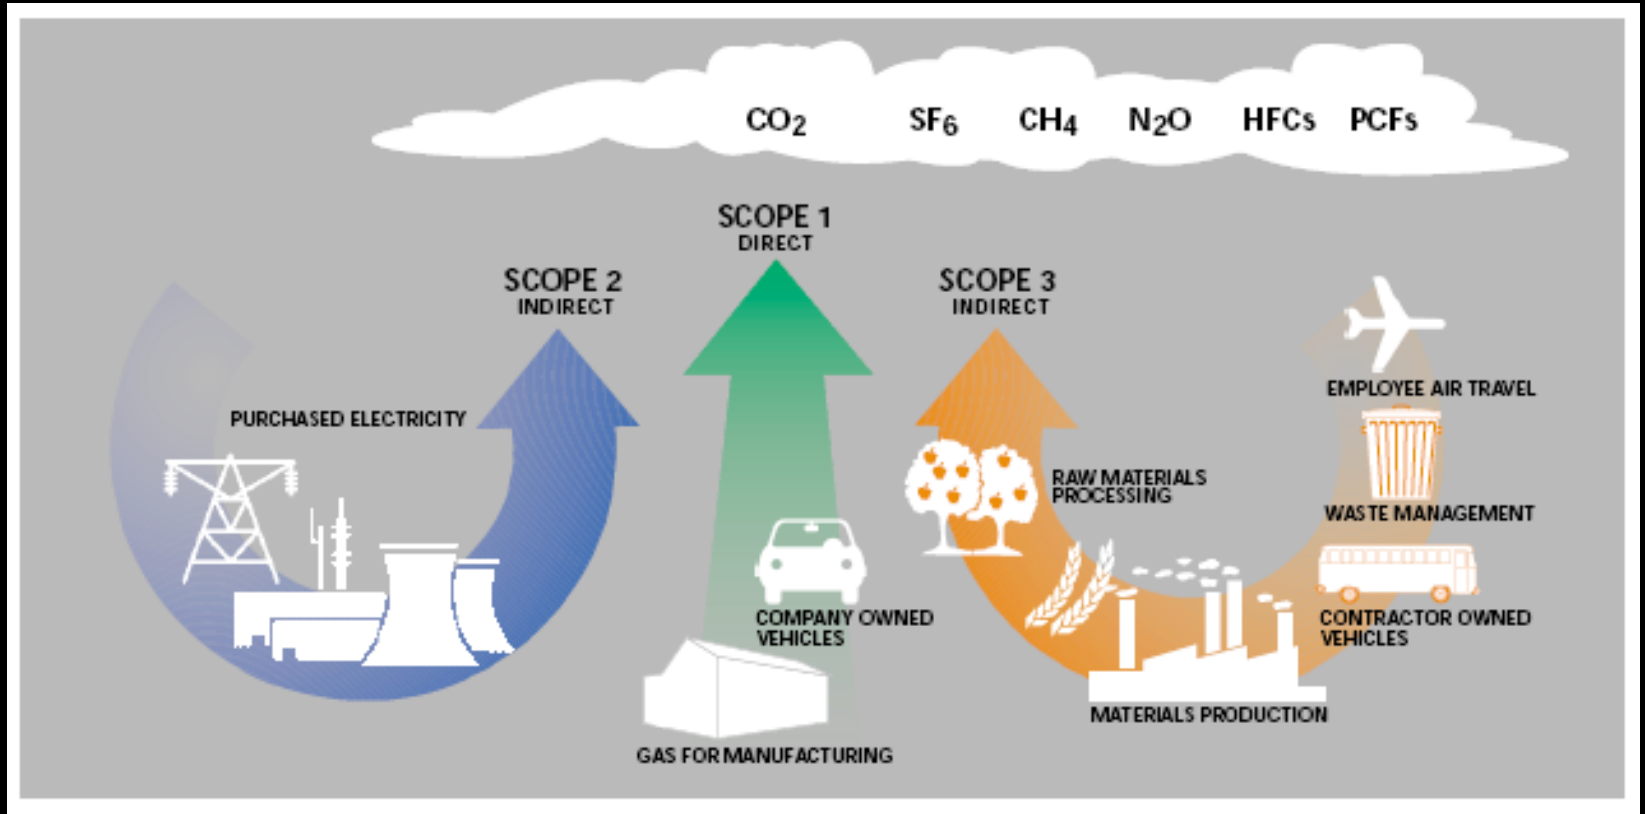 CO₂ SF₆ CH₄ N₂O HFCs PCFs
SCOPE 1
DIRECT
SCOPE 2
INDIRECT
SCOPE 3
INDIRECT
PURCHASED ELECTRICITY
COMPANY OWNED
VEHICLES
GAS FOR MANUFACTURING
RAW MATERIALS
PROCESSING
MATERIALS PRODUCTION
EMPLOYEE AIR TRAVEL
WASTE MANAGEMENT
CONTRACTOR OWNED
VEHICLES